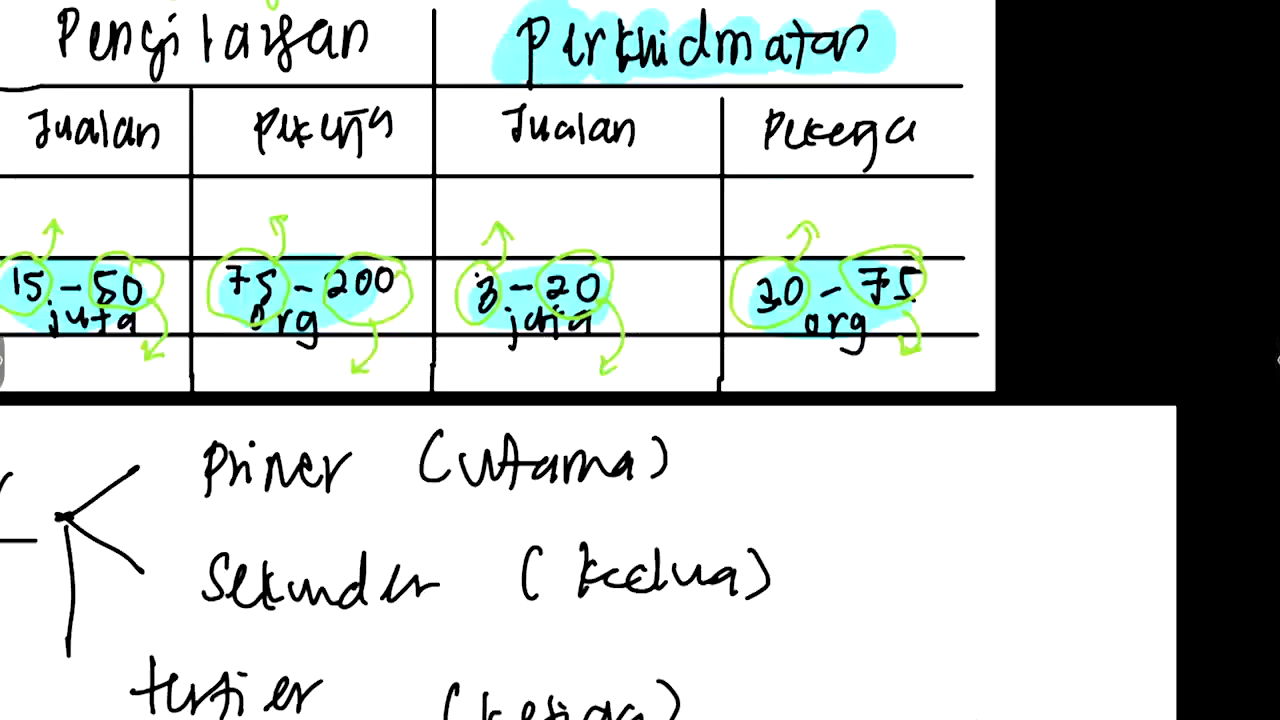 Pengilangan Perkhidmatan
Jualan Pekerja Jualan Pekerja
15 - 50 juta 75 - 200 org 3 - 20 juta 30 - 75 org
Primer (utama)
Sekunder (kedua)
tertier (ketiga)